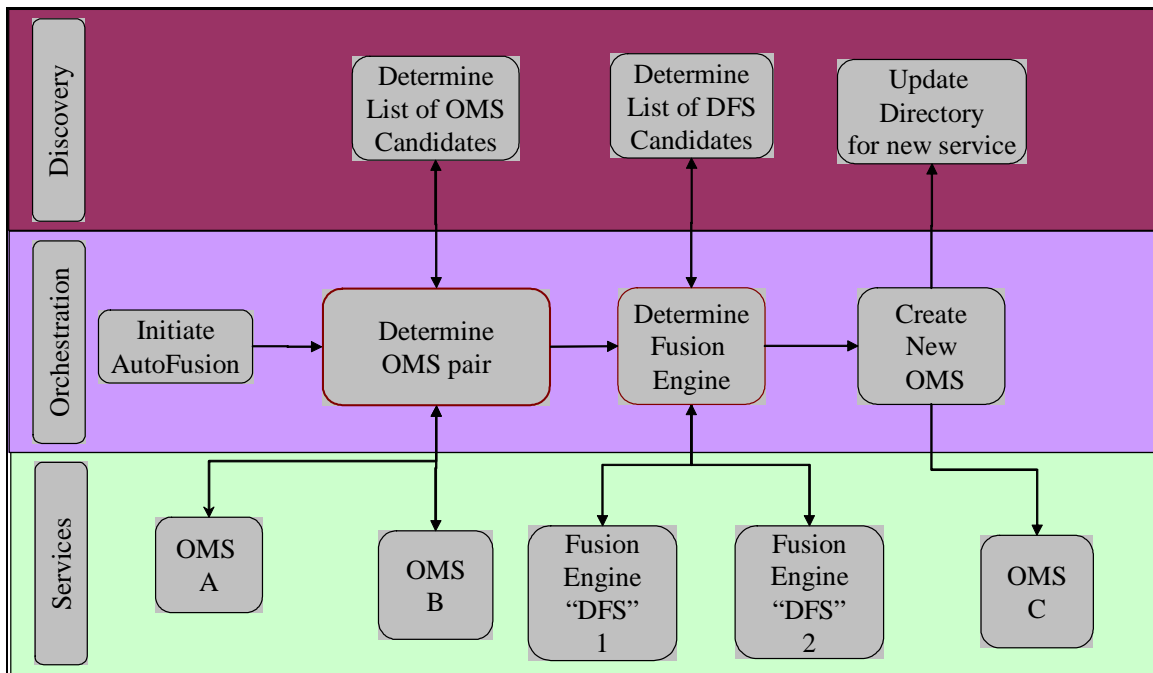 Discovery
Determine
List of OMS
Candidates
Determine
List of DFS
Candidates
Update
Directory
for new service
Orchestration
Initiate
AutoFusion
Determine
OMS pair
Determine
Fusion
Engine
Create
New
OMS
Services
OMS
A
OMS
B
Fusion
Engine
“DFS”
1
Fusion
Engine
“DFS”
2
OMS
C